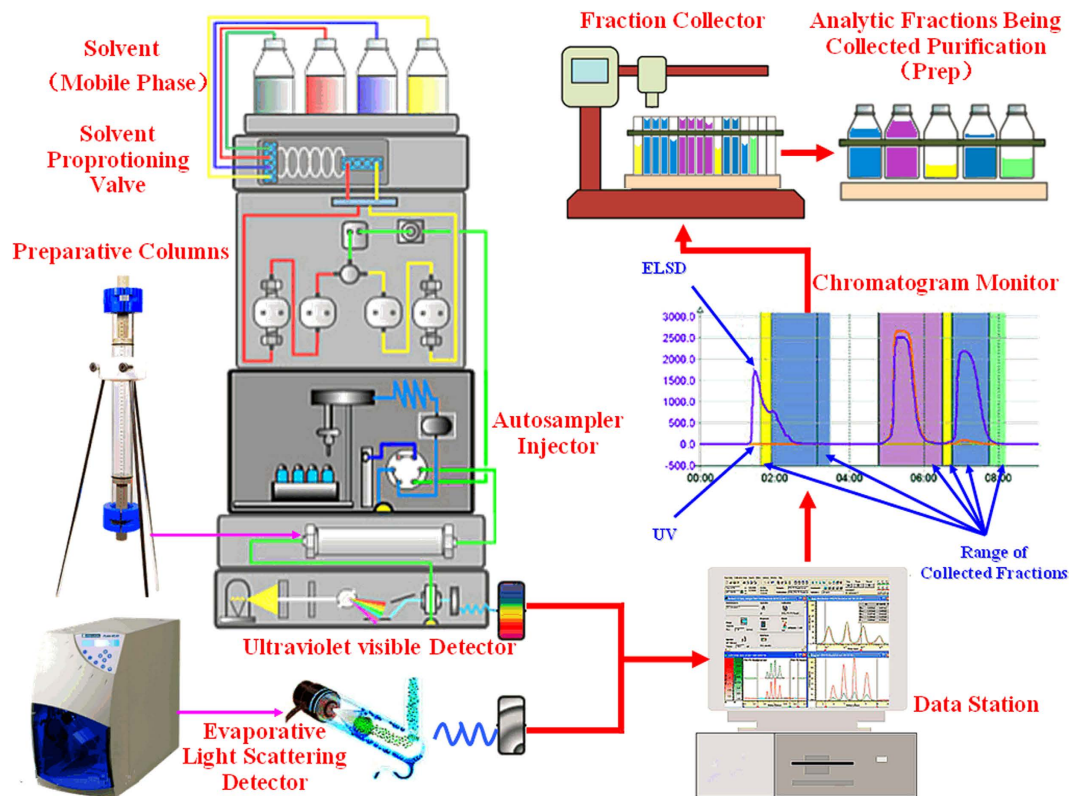 Solvent
（Mobile Phase）
Solvent
Proprotioning
Valve
Preparative Columns
Autosampler
Injector
Ultraviolet visible Detector
Evaporative
Light Scattering
Detector
Fraction Collector
Analytic Fractions Being
Collected Purification
（Prep）
ELSD
Chromatogram Monitor
3000.0
2500.0
2000.0
1500.0
1000.0
500.0
0.0
-500.0
00:00
02:00
04:00
06:00
08:00
UV
Range of
Collected Fractions
Data Station